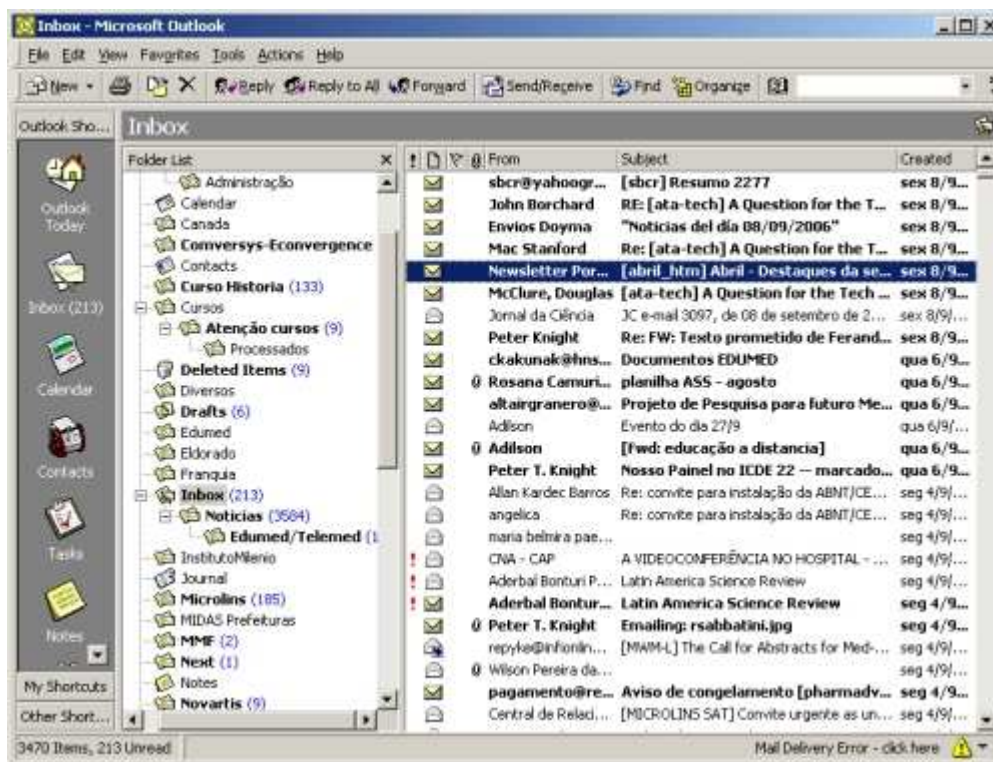 Inbox - Microsoft Outlook
File Edit View Favorites Tools Actions Help
New Reply Reply to All Forward Send/Receive Find Organize
Outlook Sho... Inbox
Outlook Today
Inbox (213)
Calendar
Contacts
Tasks
Notes
My Shortcuts
Other Short...
Folder List
Administração
Calendar
Canada
Comversys-Econvergence
Contacts
Curso Historia (133)
Cursos
Atenção cursos (9)
Processados
Deleted Items (9)
Diversos
Drafts (6)
Edumed
Eldorado
Franquia
Inbox (213)
Noticias (3584)
Edumed/Telemed (1
InstitutoMilenio
Journal
Microlins (185)
MIDAS Prefeituras
MMF (2)
Next (1)
Notes
Novartis (9)
! From Subject Created
sbcr@yahoogr... [sbcr] Resumo 2277 sex 8/9...
John Borchard RE: [ata-tech] A Question for the T... sex 8/9...
Envios Doyma "Noticias del día 08/09/2006" sex 8/9...
Mac Stanford Re: [ata-tech] A Question for the T... sex 8/9...
Newsletter Por... [abril_htm] Abril - Destaques da se... sex 8/9...
McClure, Douglas [ata-tech] A Question for the Tech ... sex 8/9...
Jornal da Ciência JC e-mail 3097, de 08 de setembro de 2... sex 8/9/...
Peter Knight Re: FW: Texto prometido de Ferand... sex 8/9...
ckakunak@hns... Documentos EDUMED qua 6/9...
Rosana Camuri... planilha ASS - agosto qua 6/9...
altairgranero@... Projeto de Pesquisa para futuro Me... qua 6/9...
Adilson Evento do dia 27/9 qua 6/9/...
Adilson [Fwd: educação a distancia] qua 6/9...
Peter T. Knight Nosso Painel no ICDE 22 -- marcado... qua 6/9...
Allan Kardec Barros Re: convite para instalação da ABNT/CE... seg 4/9/...
angelica Re: convite para instalação da ABNT/CE... seg 4/9/...
maria belmira pae... seg 4/9/...
! CNA - CAP A VIDEOCONFERÊNCIA NO HOSPITAL - ... seg 4/9/...
! Aderbal Bonturi P... Latin America Science Review seg 4/9/...
! Aderbal Bontur... Latin America Science Review seg 4/9...
Peter T. Knight Emailing: rsabbatini.jpg seg 4/9...
repyke@infionlin... [MWM-L] The Call for Abstracts for Med-... seg 4/9/...
Wilson Pereira da... seg 4/9/...
pagamento@re... Aviso de congelamento [pharmadv... seg 4/9...
Central de Relaci... [MICROLINS SAT] Convite urgente as un... seg 4/9/...
3470 Items, 213 Unread Mail Delivery Error - click here